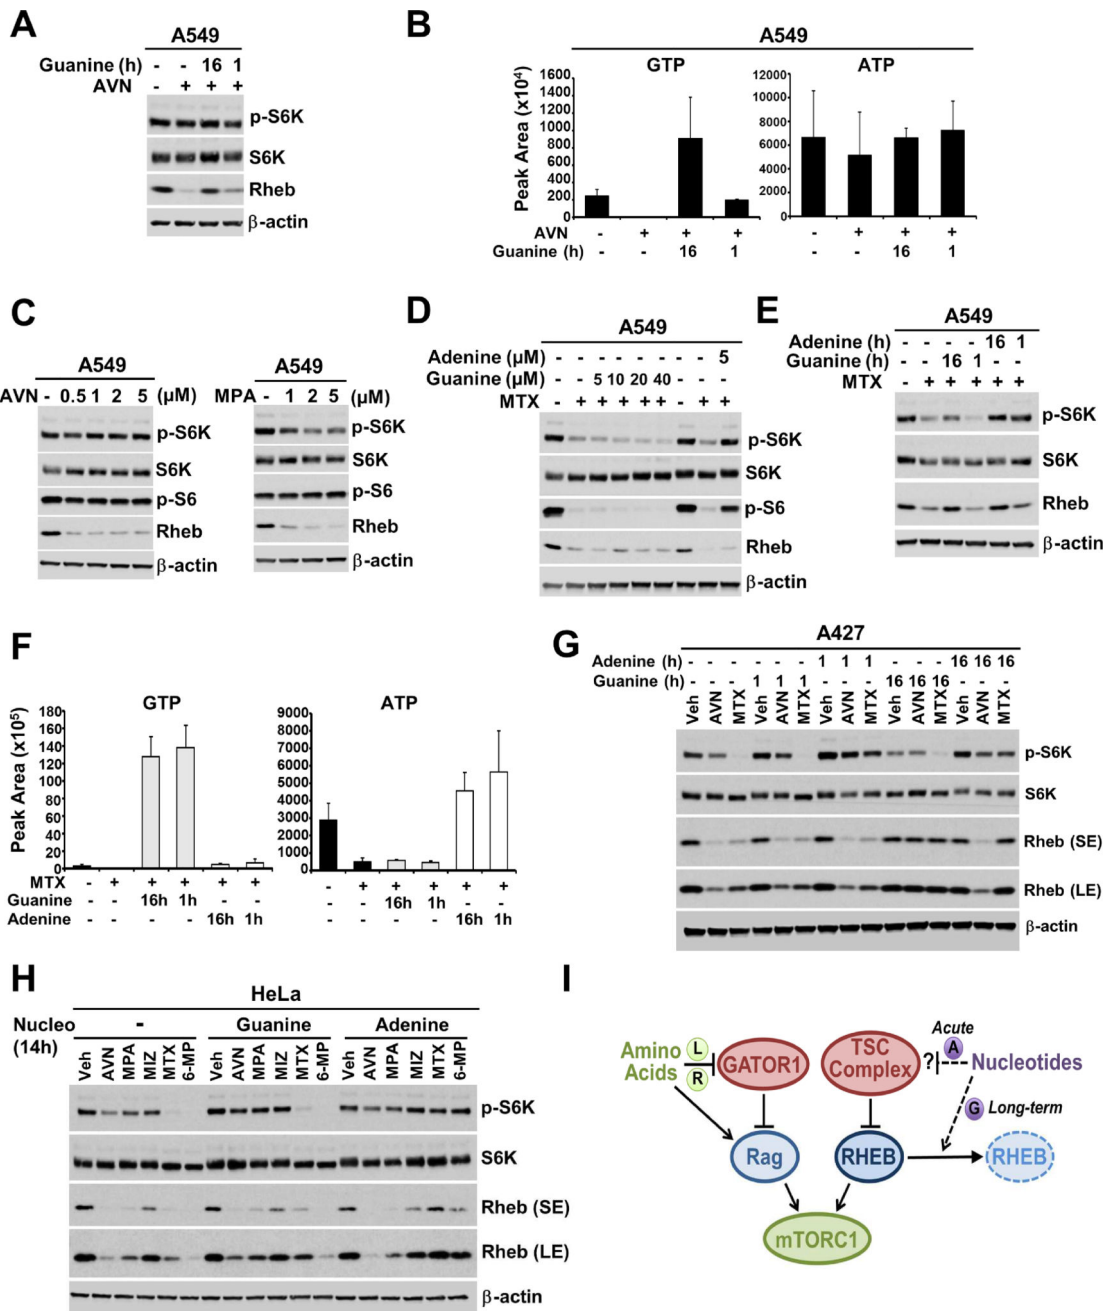 A
A549
Guanine (h) - - 16 1
AVN - + + +
p-S6K
S6K
Rheb
β-actin
B
A549
GTP ATP
Peak Area (x10⁴)
1600
1400
1200
1000
800
600
400
200
0
12000
10000
8000
6000
4000
2000
0
AVN - + + + - + + +
Guanine (h) - - 16 1 - - 16 1
C
A549
AVN - 0.5 1 2 5 (µM)
p-S6K
S6K
p-S6
Rheb
β-actin
A549
MPA - 1 2 5 (µM)
p-S6K
S6K
p-S6
Rheb
β-actin
D
A549
Adenine (µM) - - - - - - - - 5
Guanine (µM) - - 5 10 20 40 - - -
MTX - + + + + + - + +
p-S6K
S6K
p-S6
Rheb
β-actin
E
A549
Adenine (h) - - - - 16 1
Guanine (h) - - 16 1 - -
MTX - + + + + +
p-S6K
S6K
Rheb
β-actin
F
GTP ATP
Peak Area (x10⁵)
180
160
140
120
100
80
60
40
20
0
9000
8000
7000
6000
5000
4000
3000
2000
1000
0
MTX - + + + + + - + + + + +
Guanine - - 16h 1h - - - - 16h 1h - -
Adenine - - - - 16h 1h - - - - 16h 1h
G
A427
Adenine (h) - - - - - - 1 1 1 - - - 16 16 16
Guanine (h) - - - 1 1 1 - - - 16 16 16 - - -
Veh AVN MTX Veh AVN MTX Veh AVN MTX Veh AVN MTX Veh AVN MTX
p-S6K
S6K
Rheb (SE)
Rheb (LE)
β-actin
H
HeLa
Nucleo - Guanine Adenine
(14h)
Veh AVN MPA MIZ MTX 6-MP Veh AVN MPA MIZ MTX 6-MP Veh AVN MPA MIZ MTX 6-MP
p-S6K
S6K
Rheb (SE)
Rheb (LE)
β-actin
I
Amino
Acids
L
R
GATOR1
TSC
Complex
?
Acute
A
Nucleotides
G Long-term
Rag
RHEB
RHEB
mTORC1